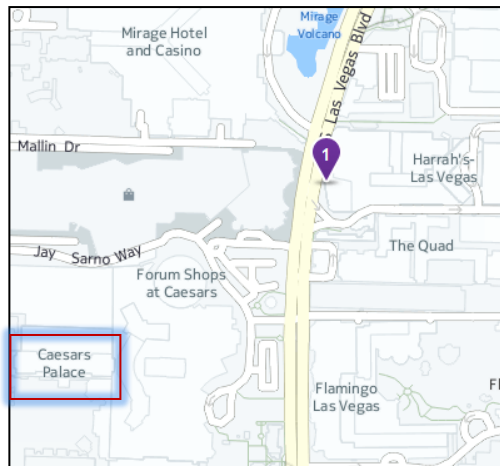 Mirage
Volcano
Mirage Hotel
and Casino
S Las Vegas Blvd
Mallin Dr
1
Harrah's-
Las Vegas
Jay Sarno Way
The Quad
Forum Shops
at Caesars
Caesars
Palace
Flamingo
Las Vegas
Fl